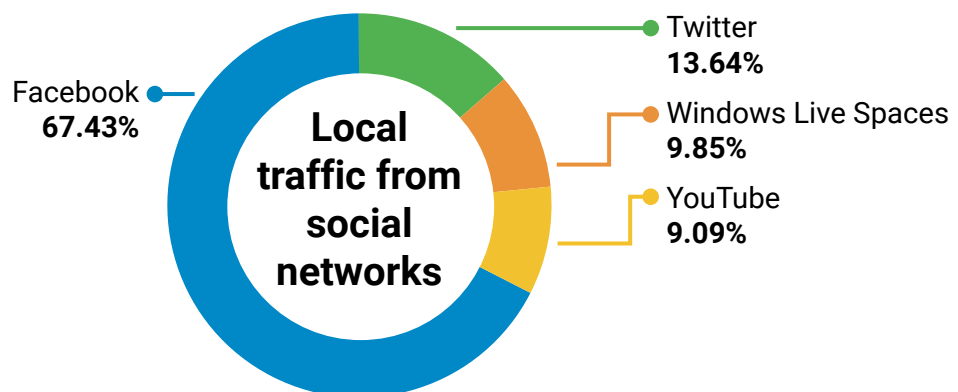 Twitter
13.64%
Facebook
67.43%
Windows Live Spaces
9.85%
YouTube
9.09%
Local
traffic from
social
networks